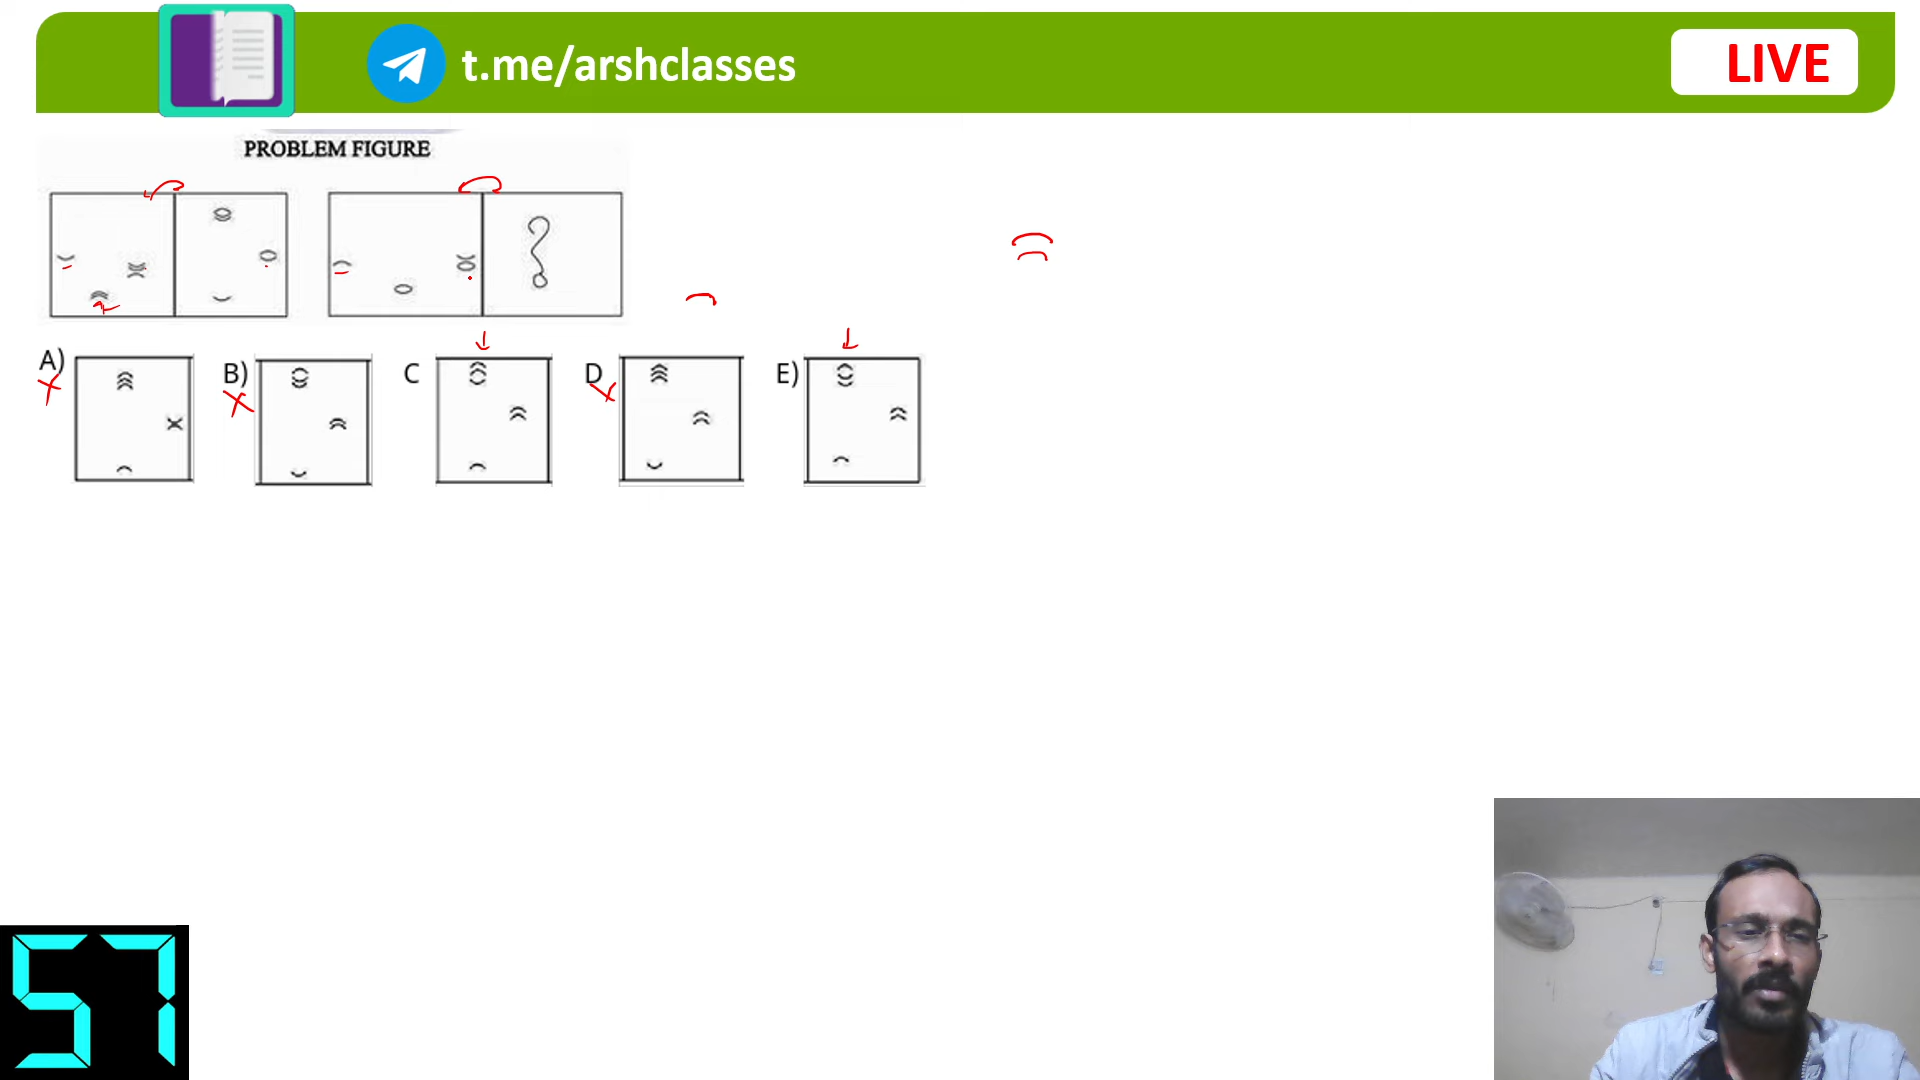 t.me/arshclasses
LIVE
PROBLEM FIGURE
?
A)
B)
C
D
E)
57